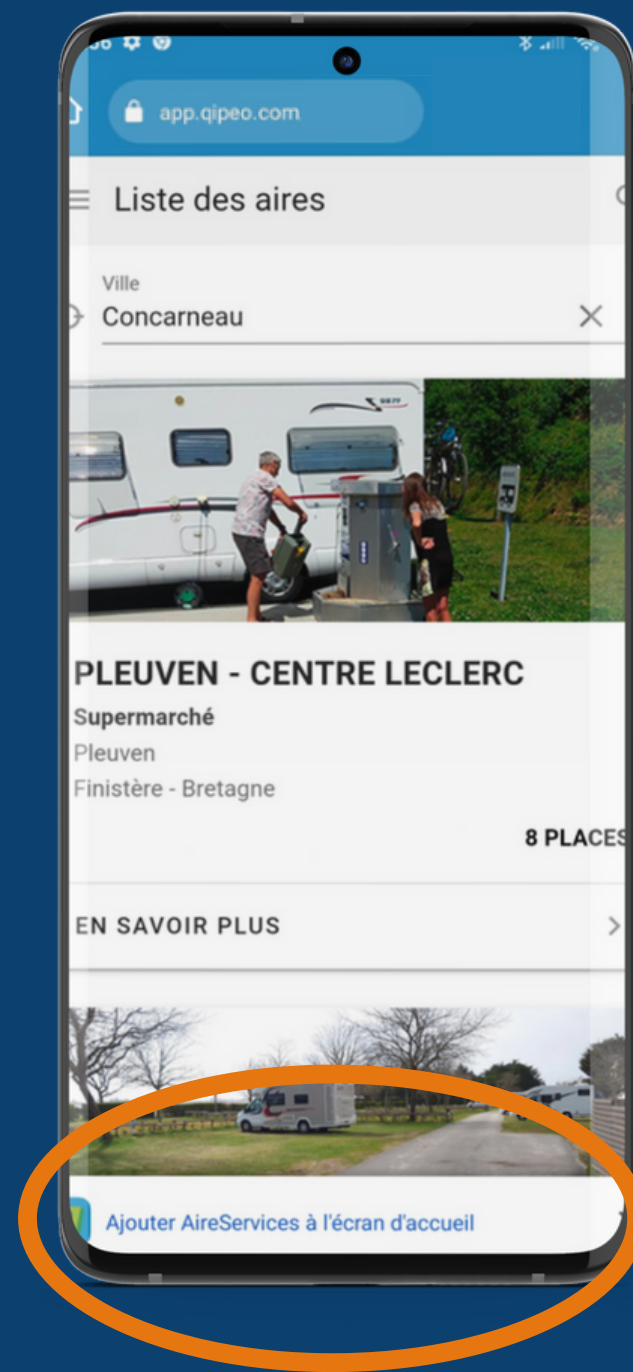 app.qipeo.com
Liste des aires
Ville
Concarneau
PLEUVEN - CENTRE LECLERC
Supermarché
Pleuven
Finistère - Bretagne
8 PLACES
EN SAVOIR PLUS
Ajouter AireServices à l'écran d'accueil